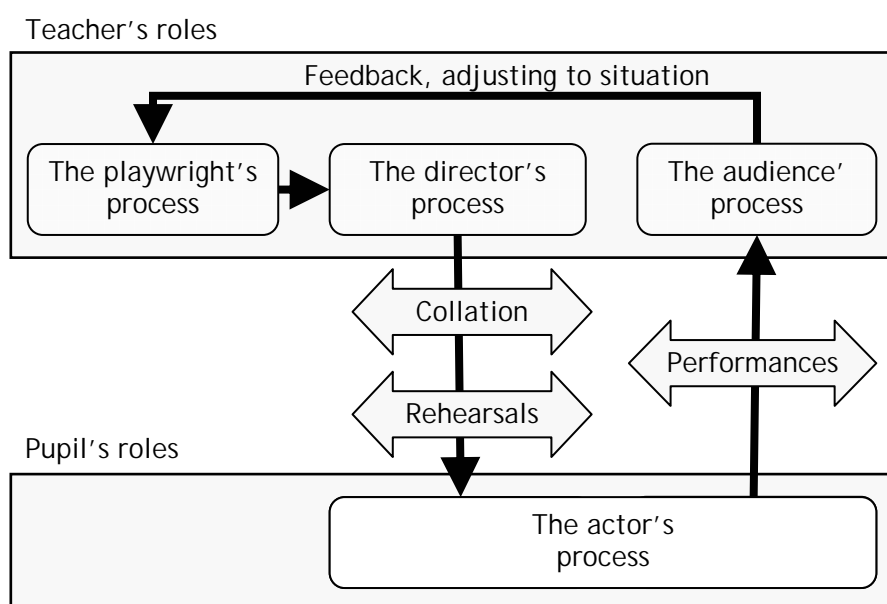 Teacher's roles
Feedback, adjusting to situation
The playwright's
process
The director's
process
The audience'
process
Collation
Performances
Rehearsals
Pupil's roles
The actor's
process